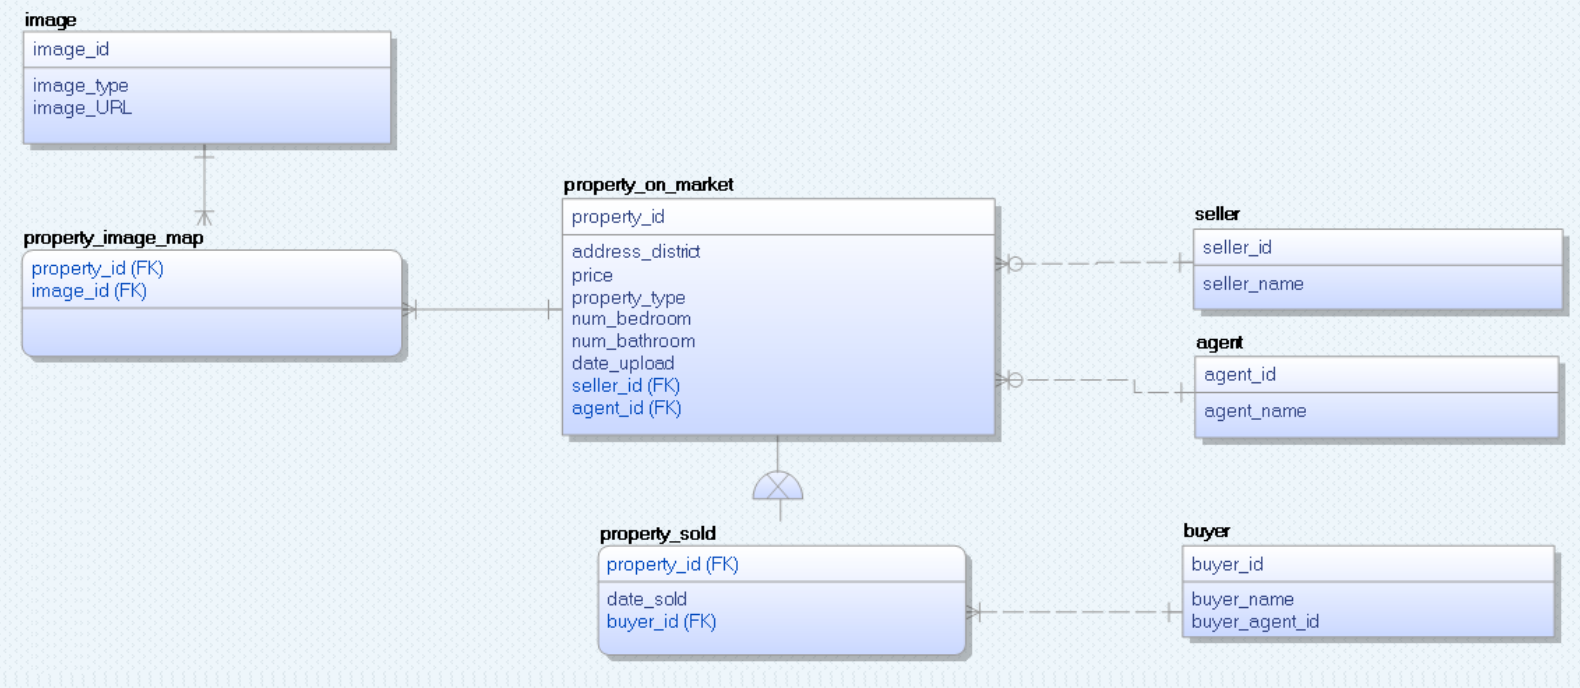 image
image_id
image_type
image_URL
property_image_map
property_id (FK)
image_id (FK)
property_on_market
property_id
address_district
price
property_type
num_bedroom
num_bathroom
date_upload
seller_id (FK)
agent_id (FK)
seller
seller_id
seller_name
agent
agent_id
agent_name
property_sold
property_id (FK)
date_sold
buyer_id (FK)
buyer
buyer_id
buyer_name
buyer_agent_id